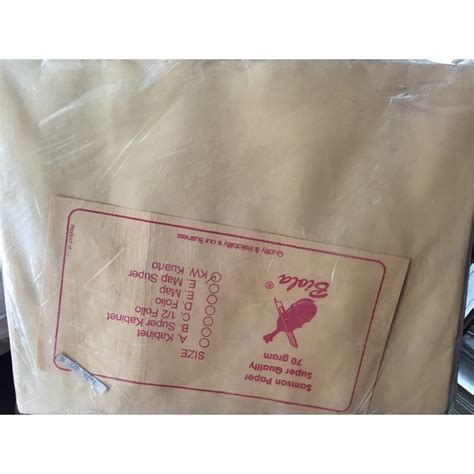 Samson Paper
Super Quality
70 gram
Biola ®
SIZE
A. Kabinet
B. Super Kabinet
C. 1/2 Folio
D. Folio
E. Map
E. Map Super
KW. Kuarto
Quality & Reliability is our Business